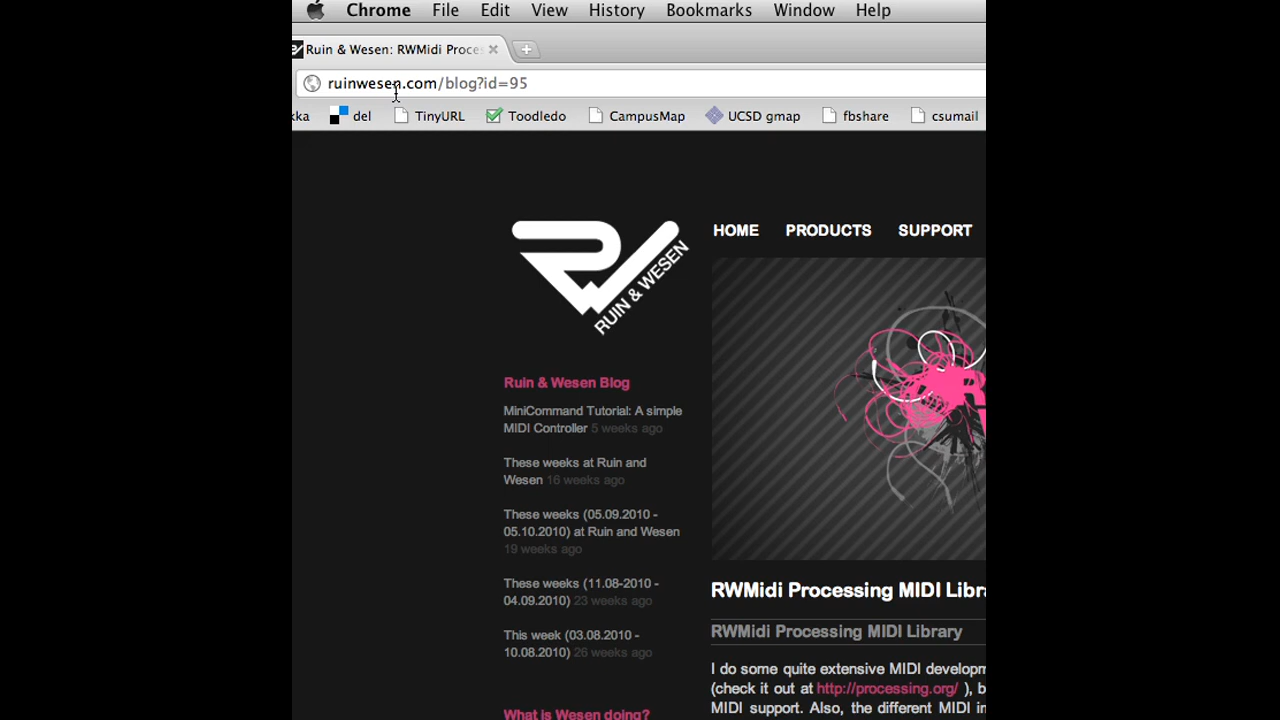 Chrome File Edit View History Bookmarks Window Help
Ruin & Wesen: RWMidi Proce
ruinwesen.com/blog?id=95
kka del TinyURL Toodledo CampusMap UCSD gmap fbshare csumail
HOME PRODUCTS SUPPORT
RUIN & WESEN
Ruin & Wesen Blog
MiniCommand Tutorial: A simple
MIDI Controller 5 weeks ago
These weeks at Ruin and
Wesen 16 weeks ago
These weeks (05.09.2010 -
05.10.2010) at Ruin and Wesen
19 weeks ago
These weeks (11.08-2010 -
04.09.2010) 23 weeks ago
This week (03.08.2010 -
10.08.2010) 26 weeks ago
What is Wesen doing?
RWMidi Processing MIDI Libra
RWMidi Processing MIDI Library
I do some quite extensive MIDI developm
(check it out at http://processing.org/ ), b
MIDI support. Also, the different MIDI in